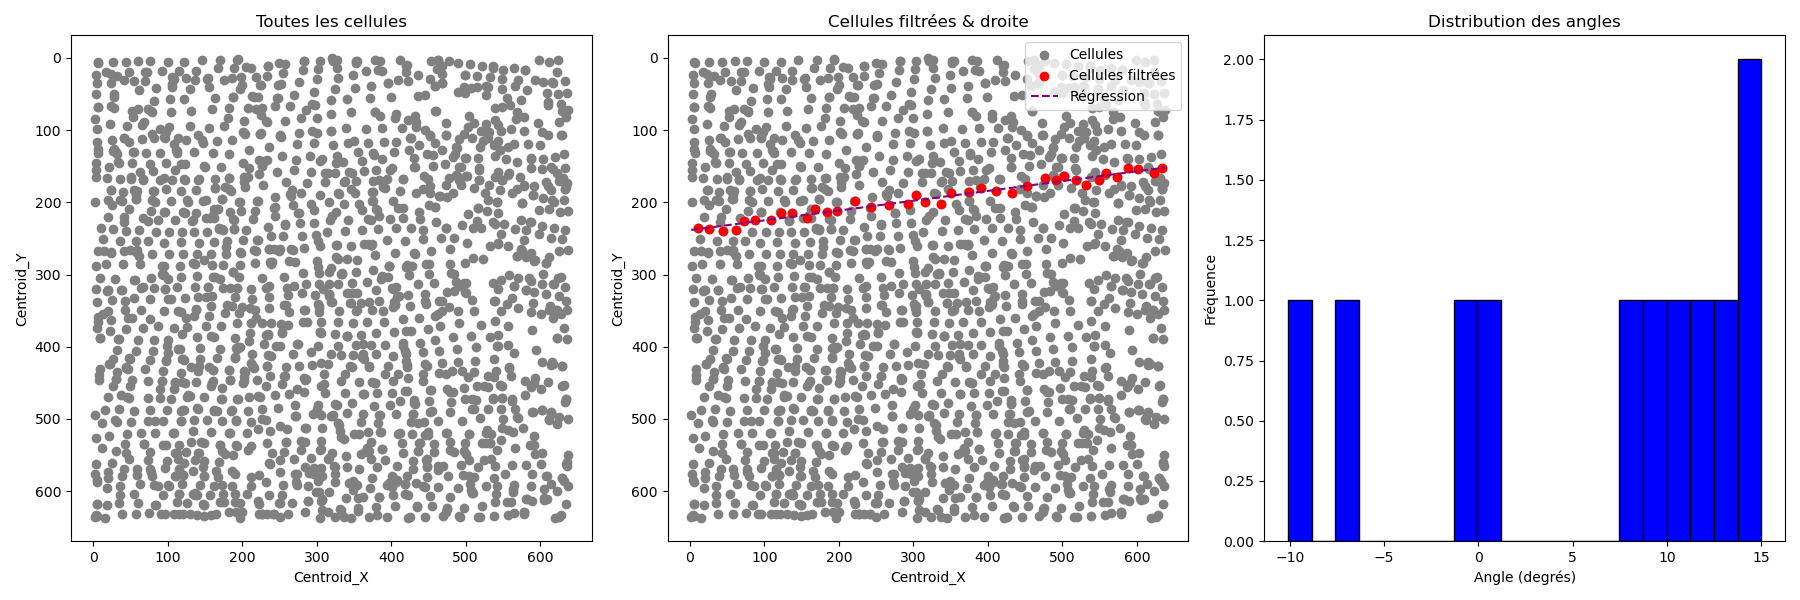 Toutes les cellules
Centroid_Y
0
100
200
300
400
500
600
0 100 200 300 400 500 600
Centroid_X
Cellules filtrées & droite
Cellules
Cellules filtrées
Régression
Centroid_Y
0
100
200
300
400
500
600
0 100 200 300 400 500 600
Centroid_X
Distribution des angles
Fréquence
2.00
1.75
1.50
1.25
1.00
0.75
0.50
0.25
0.00
−10 −5 0 5 10 15
Angle (degrés)